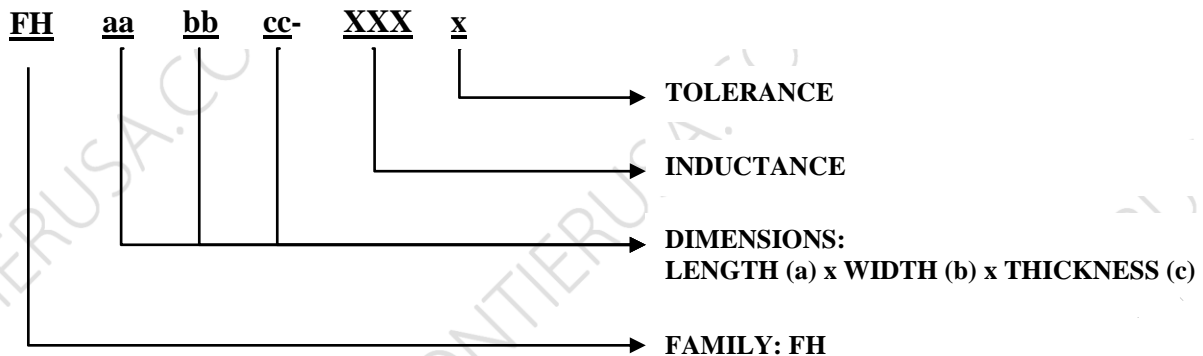 FH aa bb cc- XXX x
TOLERANCE
INDUCTANCE
DIMENSIONS:
LENGTH (a) x WIDTH (b) x THICKNESS (c)
FAMILY: FH